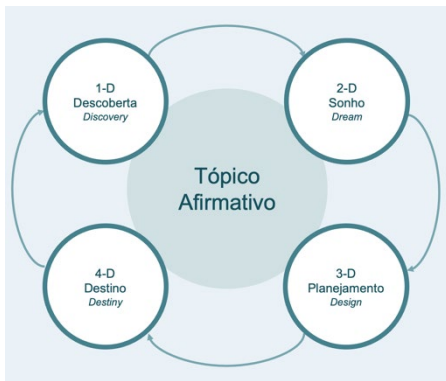 1-D
Descoberta
Discovery
2-D
Sonho
Dream
Tópico
Afirmativo
4-D
Destino
Destiny
3-D
Planejamento
Design